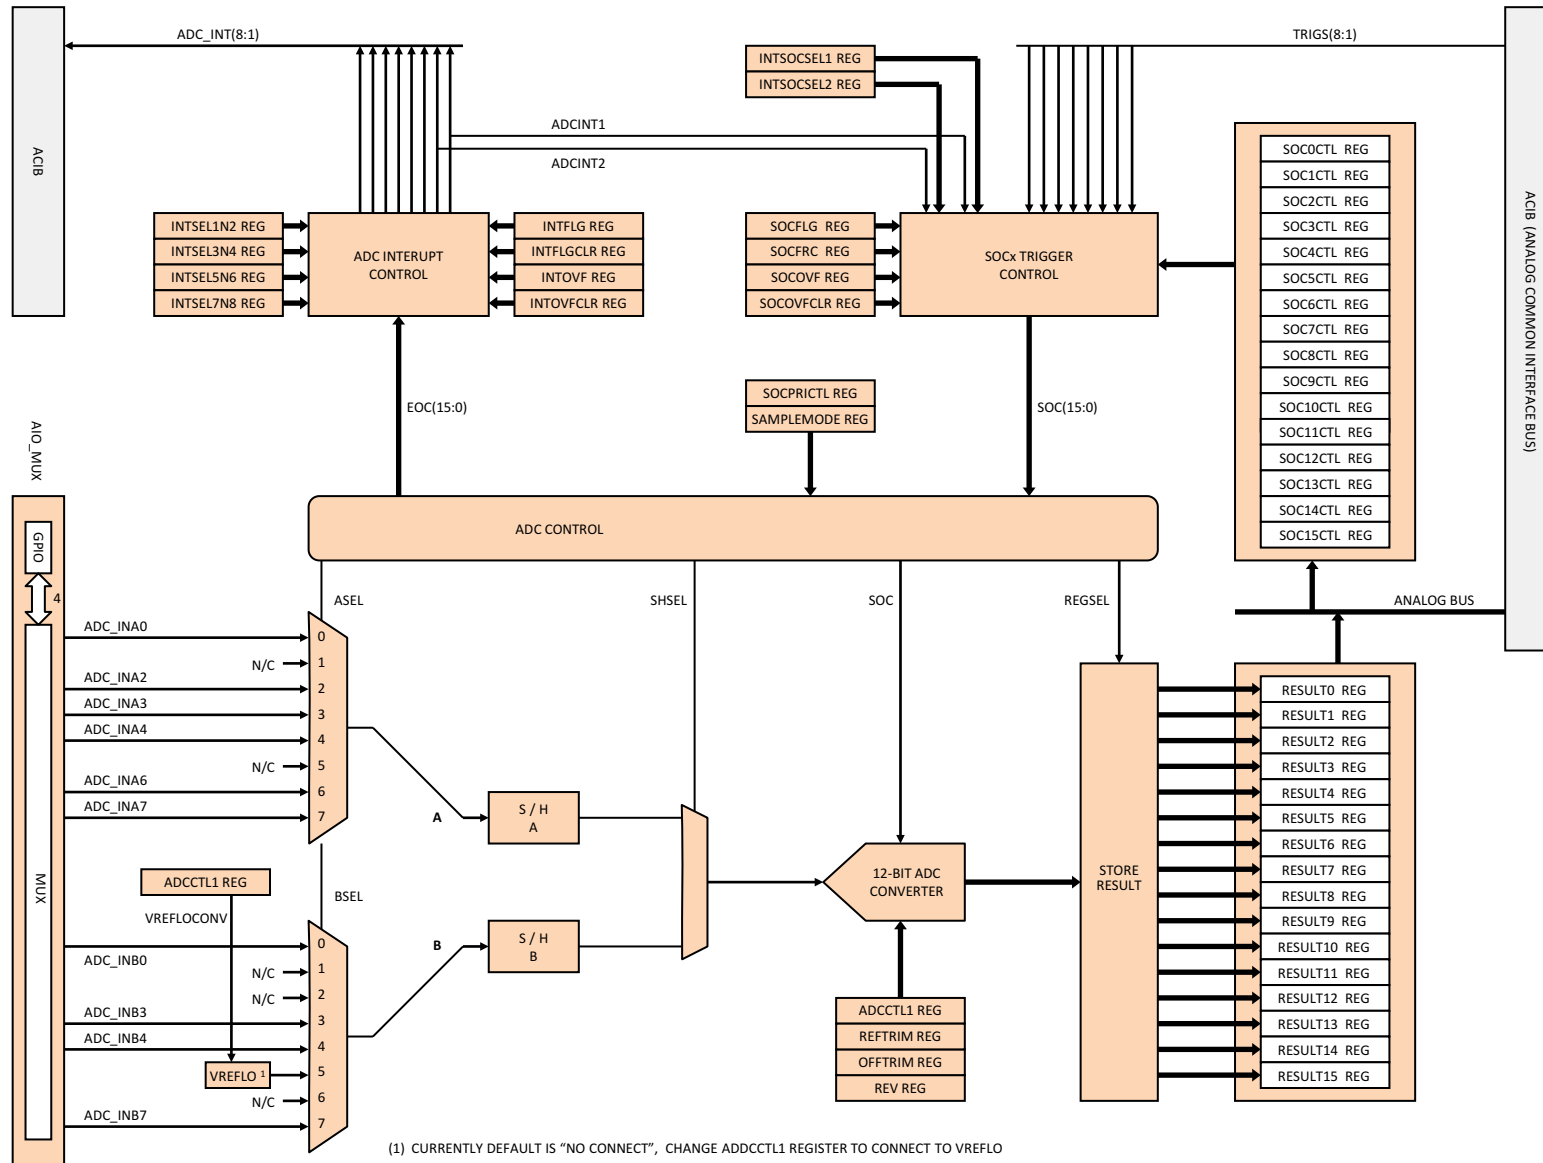 ADC_INT(8:1)
TRIGS(8:1)
ACIB
INTSOCSEL1 REG
INTSOCSEL2 REG
ADCINT1
ADCINT2
INTSEL1N2 REG
INTSEL3N4 REG
INTSEL5N6 REG
INTSEL7N8 REG
ADC INTERUPT
CONTROL
INTFLG REG
INTFLGCLR REG
INTOVF REG
INTOVFCLR REG
SOCFLG REG
SOCFRC REG
SOCOVF REG
SOCOVFCLR REG
SOCx TRIGGER
CONTROL
SOC0CTL REG
SOC1CTL REG
SOC2CTL REG
SOC3CTL REG
SOC4CTL REG
SOC5CTL REG
SOC6CTL REG
SOC7CTL REG
SOC8CTL REG
SOC9CTL REG
SOC10CTL REG
SOC11CTL REG
SOC12CTL REG
SOC13CTL REG
SOC14CTL REG
SOC15CTL REG
ACIB (ANALOG COMMON INTERFACE BUS)
EOC(15:0)
SOCPRICTL REG
SAMPLEMODE REG
SOC(15:0)
AIO_MUX
GPIO
4
MUX
ADC CONTROL
ASEL
SHSEL
SOC
REGSEL
ANALOG BUS
ADC_INA0
N/C
ADC_INA2
ADC_INA3
ADC_INA4
N/C
ADC_INA6
ADC_INA7
0
1
2
3
4
5
6
7
A
S / H
A
ADCCTL1 REG
VREFLOCONV
BSEL
ADC_INB0
N/C
N/C
ADC_INB3
ADC_INB4
VREFLO 1
N/C
ADC_INB7
0
1
2
3
4
5
6
7
B
S / H
B
12-BIT ADC
CONVERTER
ADCCTL1 REG
REFTRIM REG
OFFTRIM REG
REV REG
STORE
RESULT
RESULT0 REG
RESULT1 REG
RESULT2 REG
RESULT3 REG
RESULT4 REG
RESULT5 REG
RESULT6 REG
RESULT7 REG
RESULT8 REG
RESULT9 REG
RESULT10 REG
RESULT11 REG
RESULT12 REG
RESULT13 REG
RESULT14 REG
RESULT15 REG
(1) CURRENTLY DEFAULT IS “NO CONNECT”, CHANGE ADDCCTL1 REGISTER TO CONNECT TO VREFLO